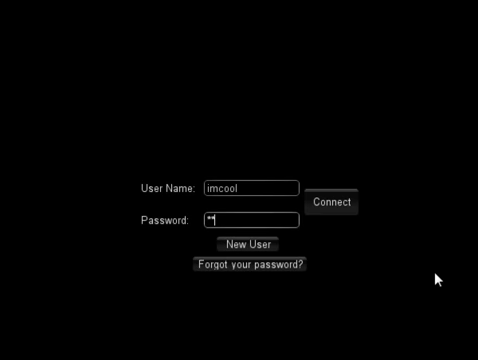 User Name: imcool
Connect
Password: **
New User
Forgot your password?